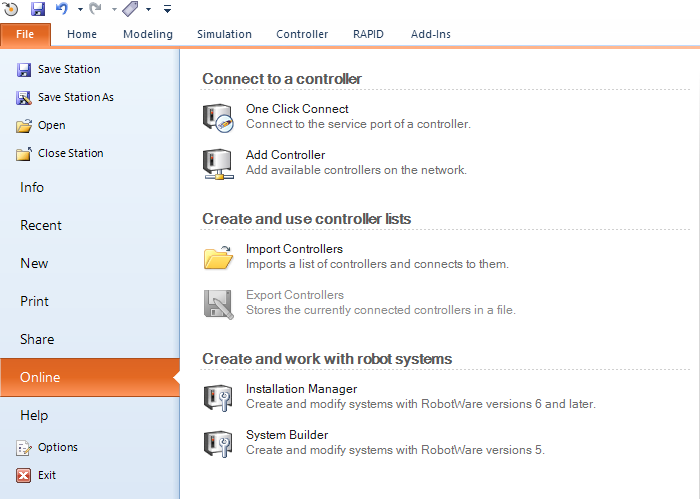 File Home Modeling Simulation Controller RAPID Add-Ins
Save Station
Save Station As
Open
Close Station
Info
Recent
New
Print
Share
Online
Help
Options
Exit
Connect to a controller
One Click Connect
Connect to the service port of a controller.
Add Controller
Add available controllers on the network.
Create and use controller lists
Import Controllers
Imports a list of controllers and connects to them.
Export Controllers
Stores the currently connected controllers in a file.
Create and work with robot systems
Installation Manager
Create and modify systems with RobotWare versions 6 and later.
System Builder
Create and modify systems with RobotWare versions 5.